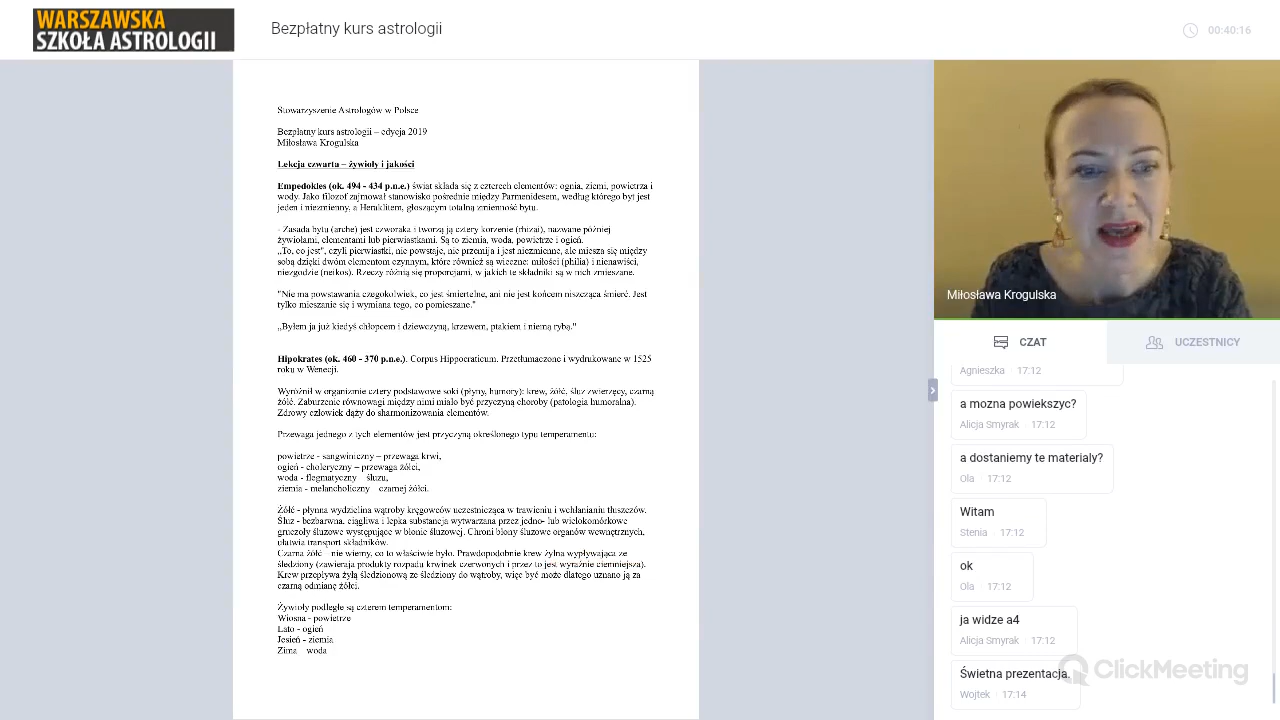 WARSZAWSKA
SZKOŁA ASTROLOGII
Bezpłatny kurs astrologii
00:40:16
Stowarzyszenie Astrologów w Polsce
Bezpłatny kurs astrologii – edycja 2019
Miłosława Krogulska
Lekcja czwarta – żywioły i jakości
Empedokles (ok. 494 - 434 p.n.e.) świat składa się z czterech elementów: ognia, ziemi, powietrza i
wody. Jako filozof zajmował stanowisko pośrednie między Parmenidesem, według którego byt jest
jeden i niezmienny, a Heraklitem, głoszącym totalną zmienność bytu.
- Zasada bytu (arche) jest czworaka i tworzą ją cztery korzenie (rhizai), nazwane później
żywiołami, elementami lub pierwiastkami. Są to ziemia, woda, powietrze i ogień.
„To, co jest", czyli pierwiastki, nie powstaje, nie przemija i jest niezmienne, ale miesza się między
sobą dzięki dwóm elementom czynnym, które również są wieczne: miłości (philia) i nienawiści,
niezgodzie (neikos). Rzeczy różnią się proporcjami, w jakich te składniki są w nich zmieszane.
"Nie ma powstawania czegokolwiek, co jest śmiertelne, ani nie jest końcem niszcząca śmierć. Jest
tylko mieszanie się i wymiana tego, co pomieszane."
„Byłem ja już kiedyś chłopcem i dziewczyną, krzewem, ptakiem i niemą rybą."
Hipokrates (ok. 460 - 370 p.n.e.). Corpus Hippocraticum. Przetłumaczone i wydrukowane w 1525
roku w Wenecji.
Wyróżnił w organizmie cztery podstawowe soki (płyny, humory): krew, żółć, śluz zwierzęcy, czarną
żółć. Zaburzenie równowagi między nimi miało być przyczyną choroby (patologia humoralna).
Zdrowy człowiek dąży do sharmonizowania elementów.
Przewaga jednego z tych elementów jest przyczyną określonego typu temperamentu:
powietrze - sangwiniczny – przewaga krwi,
ogień - choleryczny – przewaga żółci,
woda - flegmatyczny – śluzu,
ziemia - melancholiczny – czarnej żółci.
Żółć - płynna wydzielina wątroby kręgowców uczestnicząca w trawieniu i wchłanianiu tłuszczów.
Śluz - bezbarwna, ciągliwa i lepka substancja wytwarzana przez jedno- lub wielokomórkowe
gruczoły śluzowe występujące w błonie śluzowej. Chroni błony śluzowe organów wewnętrznych,
ułatwia transport składników.
Czarna żółć – nie wiemy, co to właściwie było. Prawdopodobnie krew żylna wypływająca ze
śledziony (zawierają produkty rozpadu krwinek czerwonych i przez to jest wyraźnie ciemniejsza).
Krew przepływa żyłą śledzionową ze śledziony do wątroby, więc być może dlatego uznano ją za
czarną odmianę żółci.
Żywioły podległe są czterem temperamentom:
Wiosna - powietrze
Lato - ogień
Jesień - ziemia
Zima – woda
Miłosława Krogulska
CZAT
UCZESTNICY
Agnieszka · 17:12
a mozna powiekszyc?
Alicja Smyrak · 17:12
a dostaniemy te materialy?
Ola · 17:12
Witam
Stenia · 17:12
ok
Ola · 17:12
ja widze a4
Alicja Smyrak · 17:12
Świetna prezentacja.
Wojtek · 17:14
ClickMeeting